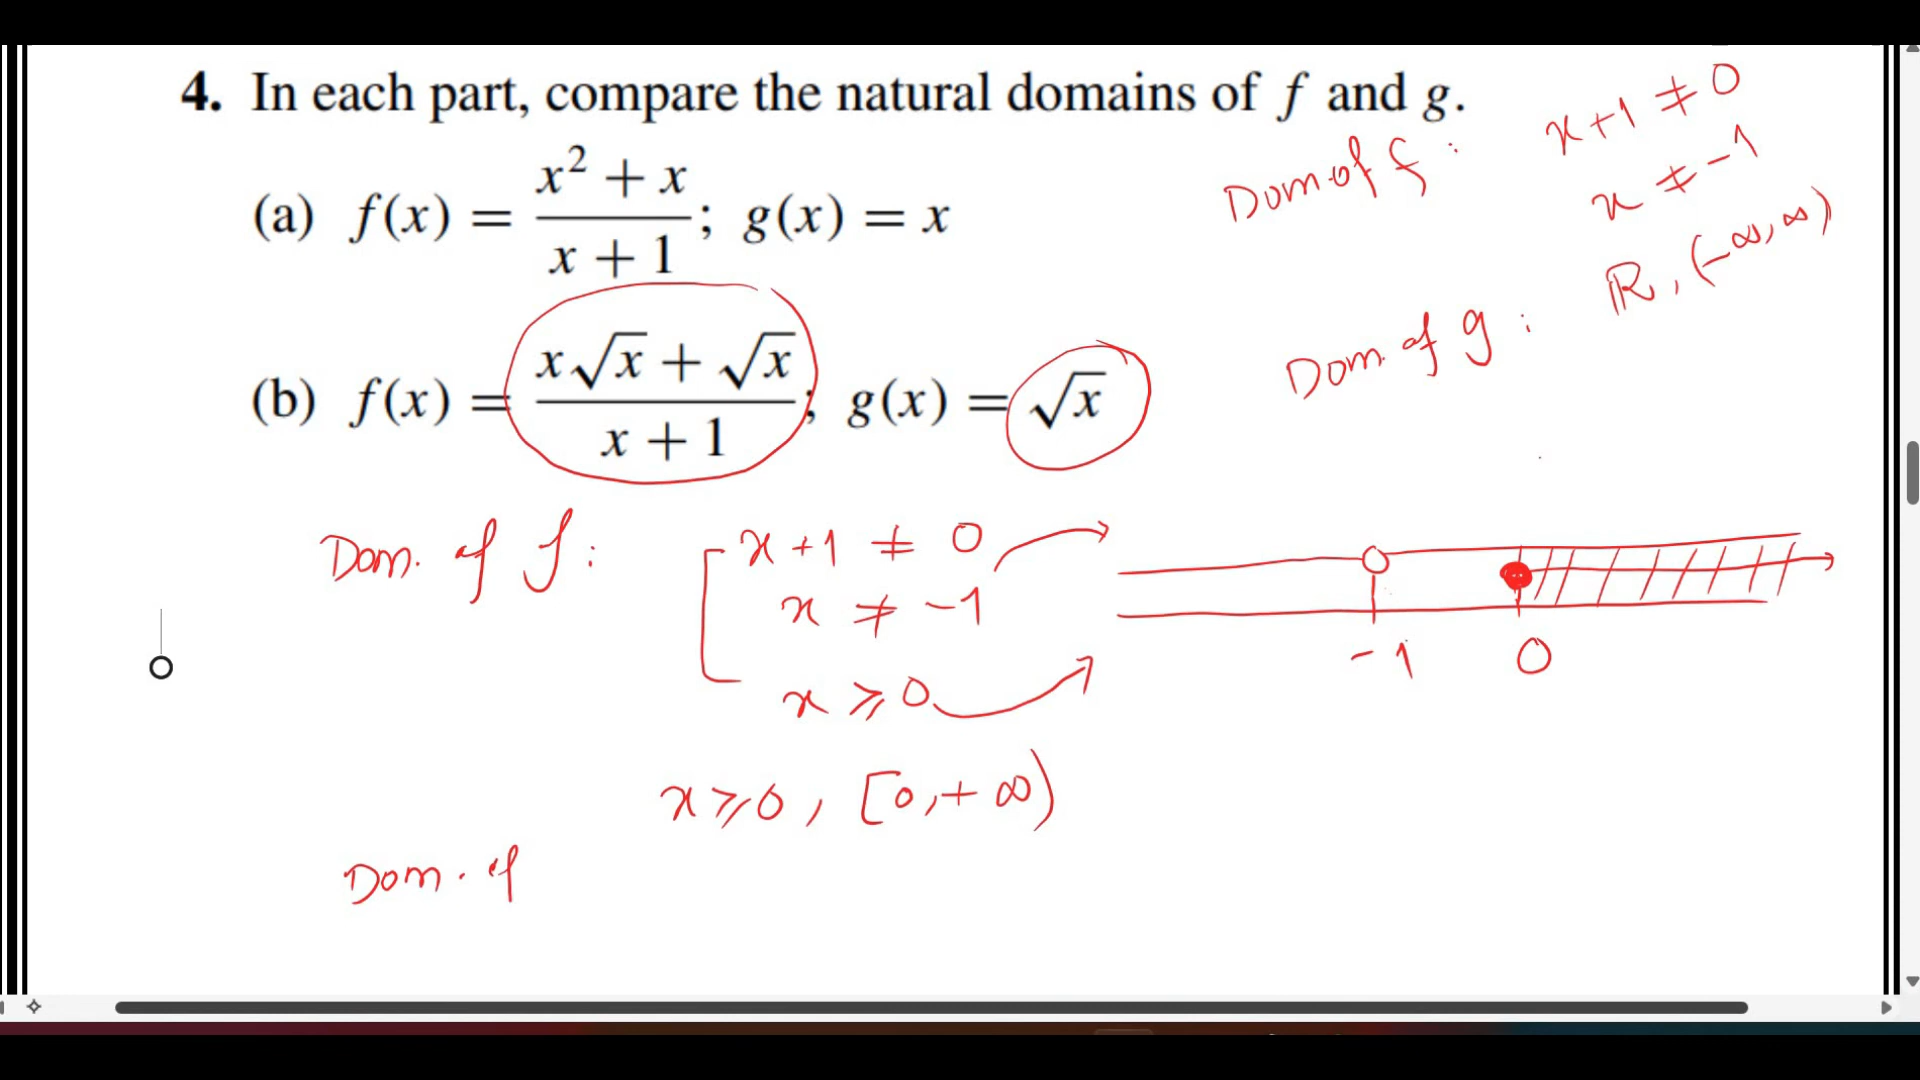 4. In each part, compare the natural domains of f and g.
(a) f(x) = (x² + x)/(x + 1); g(x) = x
(b) f(x) = (x√x + √x)/(x + 1); g(x) = √x
Dom. of f :
x+1 ≠ 0
x ≠ -1
Dom. of g :
ℝ, (-∞, ∞)
Dom. of f :
x+1 ≠ 0
x ≠ -1
x ⩾ 0
-1 0
x ⩾ 0, [0, +∞)
Dom. of